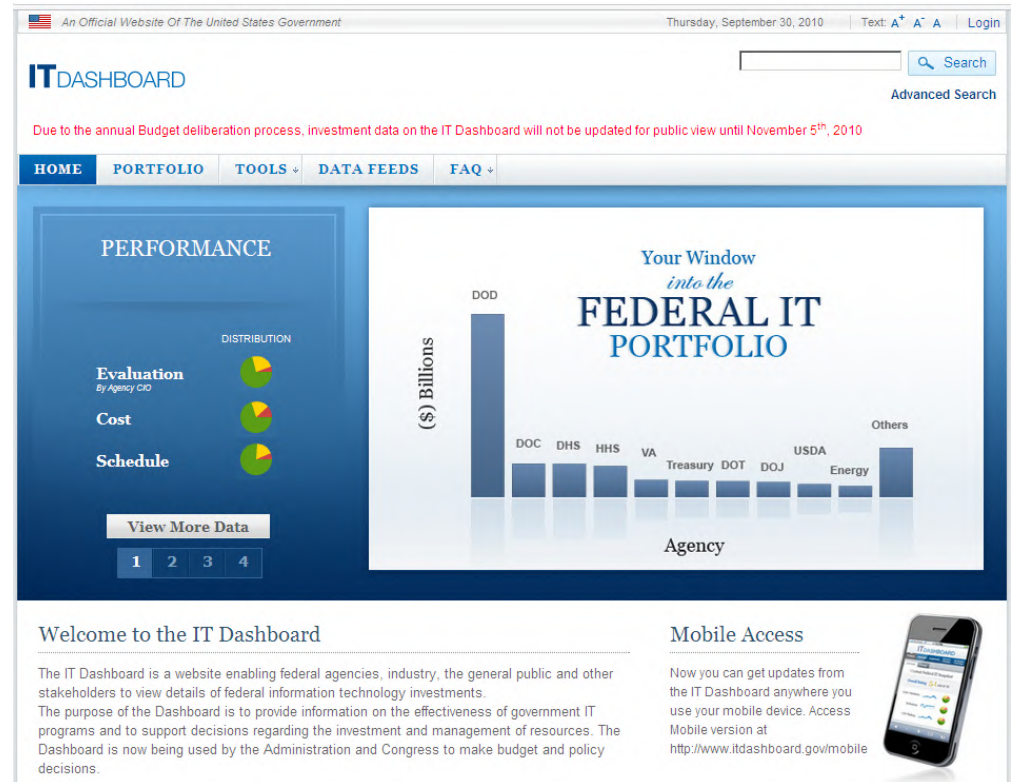 An Official Website Of The United States Government
Thursday, September 30, 2010
Text: A+ A- A
Login
Search
IT DASHBOARD
Advanced Search
Due to the annual Budget deliberation process, investment data on the IT Dashboard will not be updated for public view until November 5th, 2010
HOME PORTFOLIO TOOLS DATA FEEDS FAQ
PERFORMANCE
DISTRIBUTION
Evaluation
By Agency CIO
Cost
Schedule
View More Data
1 2 3 4
Your Window
into the
FEDERAL IT
PORTFOLIO
($) Billions
DOD
DOC
DHS
HHS
VA
Treasury
DOT
DOJ
USDA
Energy
Others
Agency
Welcome to the IT Dashboard
The IT Dashboard is a website enabling federal agencies, industry, the general public and other
stakeholders to view details of federal information technology investments.
The purpose of the Dashboard is to provide information on the effectiveness of government IT
programs and to support decisions regarding the investment and management of resources. The
Dashboard is now being used by the Administration and Congress to make budget and policy
decisions.
Mobile Access
Now you can get updates from
the IT Dashboard anywhere you
use your mobile device. Access
Mobile version at
http://www.itdashboard.gov/mobile
IT DASHBOARD